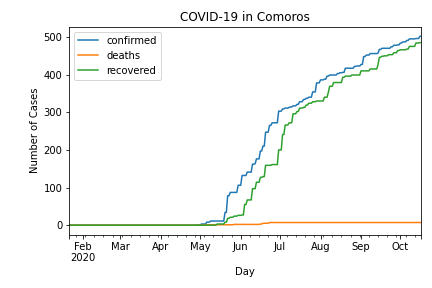 COVID-19 in Comoros
confirmed
deaths
recovered
500
400
300
200
100
0
Number of Cases
Feb Mar Apr May Jun Jul Aug Sep Oct
2020
Day